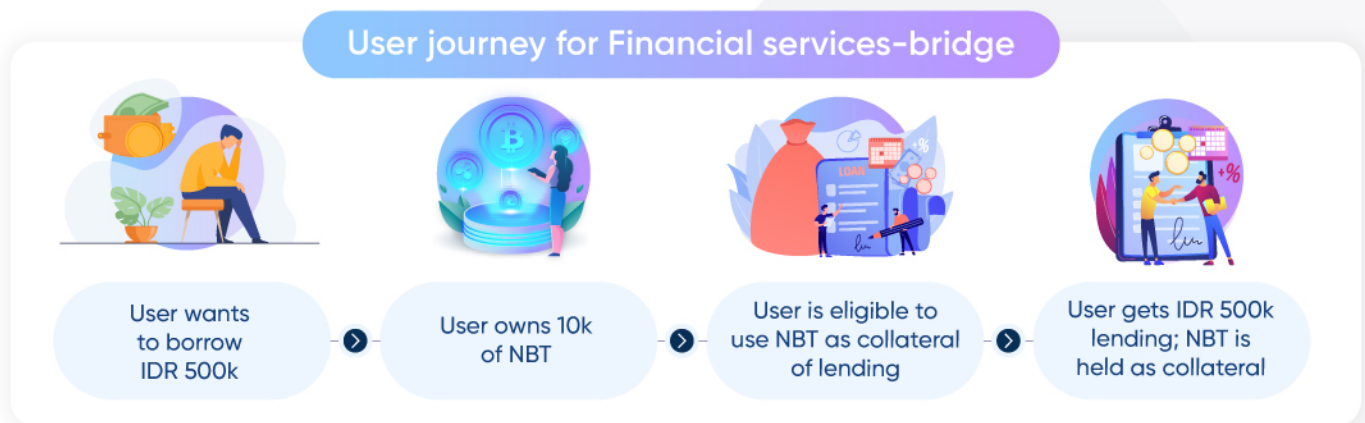 User journey for Financial services-bridge
LOAN
+%
+%
User wants
to borrow
IDR 500k
User owns 10k
of NBT
User is eligible to
use NBT as collateral
of lending
User gets IDR 500k
lending; NBT is
held as collateral